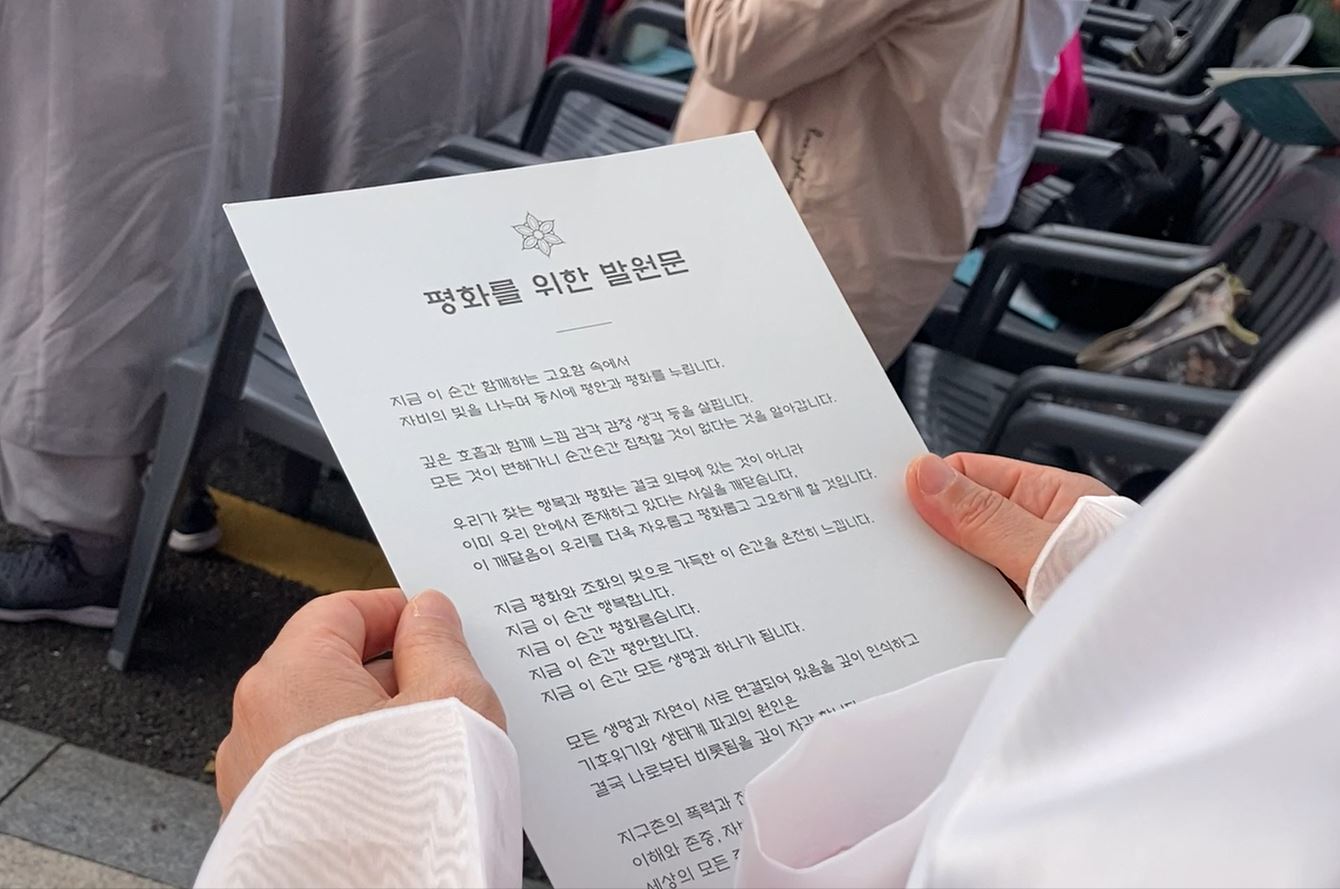 평화를 위한 발원문
지금 이 순간 함께하는 고요함 속에서
자비의 빛을 나누며 동시에 평안과 평화를 누립니다.
깊은 호흡과 함께 느낌 감각 감정 생각 등을 살핍니다.
모든 것이 변해가니 순간순간 집착할 것이 없다는 것을 알아갑니다.
우리가 찾는 행복과 평화는 결코 외부에 있는 것이 아니라
이미 우리 안에서 존재하고 있다는 사실을 깨닫습니다.
이 깨달음이 우리를 더욱 자유롭고 평화롭고 고요하게 할 것입니다.
지금 평화와 조화의 빛으로 가득한 이 순간을 온전히 느낍니다.
지금 이 순간 행복합니다.
지금 이 순간 평화롭습니다.
지금 이 순간 평안합니다.
지금 이 순간 모든 생명과 하나가 됩니다.
모든 생명과 자연이 서로 연결되어 있음을 깊이 인식하고
기후위기와 생태계 파괴의 원인은
결국 나로부터 비롯됨을 깊이 자각 합니다.
지구촌의 폭력과
이해와 존중,
세상의 모든